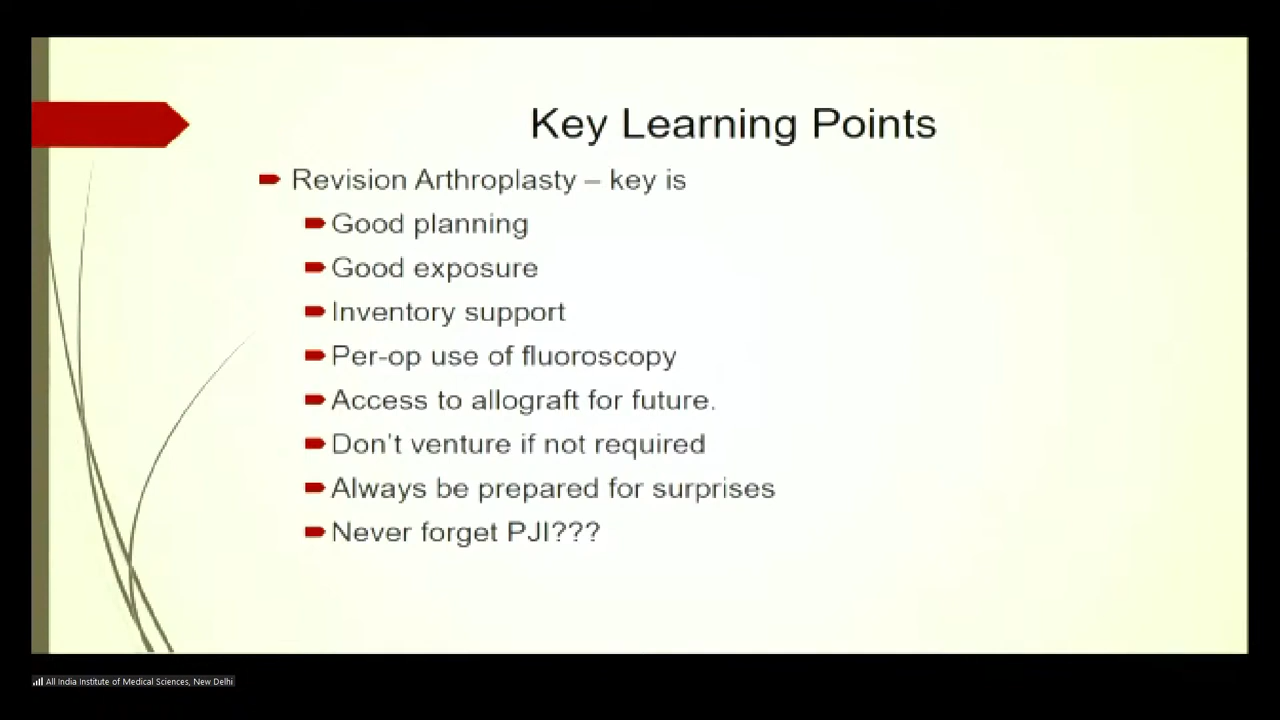 Key Learning Points
Revision Arthroplasty – key is
Good planning
Good exposure
Inventory support
Per-op use of fluoroscopy
Access to allograft for future.
Don't venture if not required
Always be prepared for surprises
Never forget PJI???
All India Institute of Medical Sciences, New Delhi